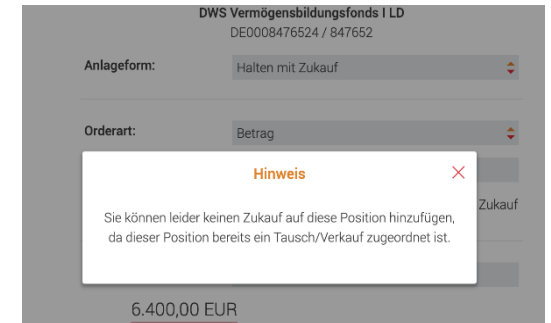 DWS Vermögensbildungsfonds I LD
DE0008476524 / 847652
Anlageform: Halten mit Zukauf
Orderart: Betrag
Hinweis
Zukauf
Sie können leider keinen Zukauf auf diese Position hinzufügen,
da dieser Position bereits ein Tausch/Verkauf zugeordnet ist.
6.400,00 EUR